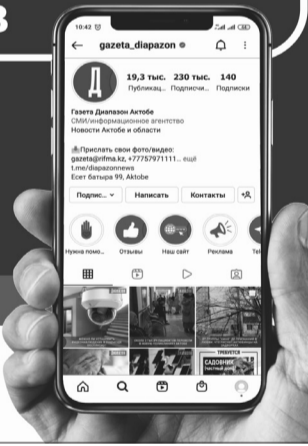 10:42
gazeta_diapazon
Д
19,3 тыс. 230 тыс. 140
Публикац... Подписчи... Подписки
Газета Диапазон Актобе
СМИ/информационное агентство
Новости Актобе и области
Прислать свои фото/видео:
gazeta@rifma.kz, +77757971111... ещё
t.me/diapazonnews
Есет батыра 99, Актобе
Подпис... Написать Контакты
Нужна помо... Отзывы Наш сайт Реклама Tel
ТРЕБУЕТСЯ
САДОВНИК